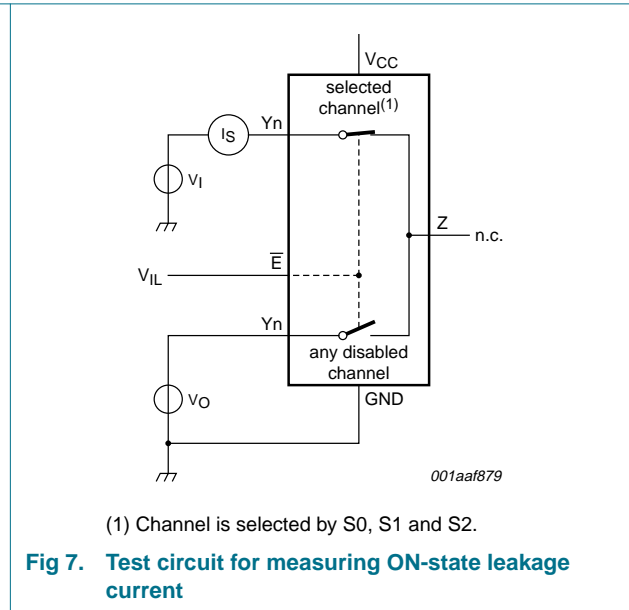 VCC
selected
channel(1)
Yn
IS
VI
Z
n.c.
E
VIL
Yn
any disabled
channel
VO
GND
001aaf879
(1) Channel is selected by S0, S1 and S2.
Fig 7. Test circuit for measuring ON-state leakage
current